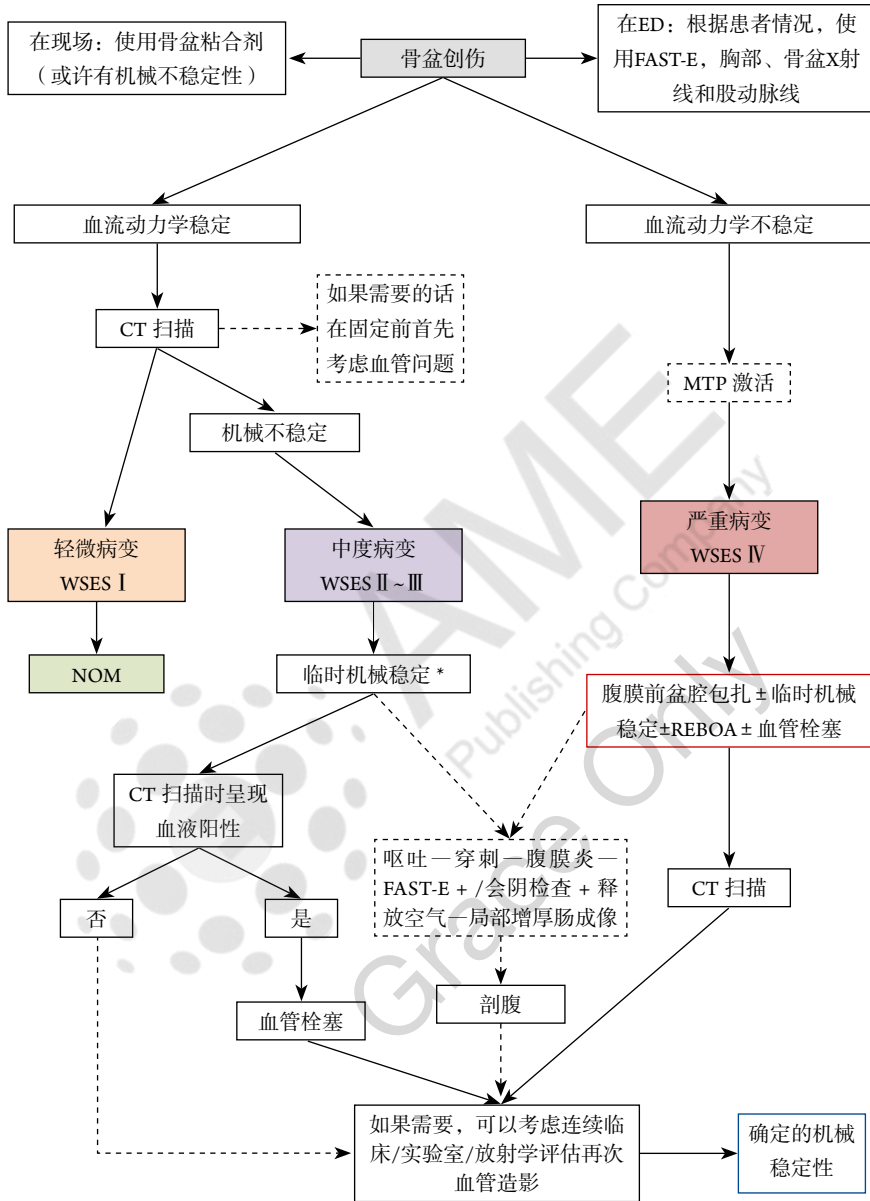 在现场：使用骨盆粘合剂
（或许有机械不稳定性）
骨盆创伤
在ED：根据患者情况，使
用FAST-E，胸部、骨盆X射
线和股动脉线
血流动力学稳定
血流动力学不稳定
CT 扫描
如果需要的话
在固定前首先
考虑血管问题
MTP 激活
机械不稳定
轻微病变
WSES Ⅰ
中度病变
WSES Ⅱ~Ⅲ
严重病变
WSES Ⅳ
NOM
临时机械稳定 *
腹膜前盆腔包扎±临时机械
稳定±REBOA±血管栓塞
CT 扫描时呈现
血液阳性
呕吐—穿刺—腹膜炎—
FAST-E + /会阴检查 + 释
放空气—局部增厚肠成像
CT 扫描
否
是
血管栓塞
剖腹
如果需要，可以考虑连续临
床/实验室/放射学评估再次
血管造影
确定的机械
稳定性
AME
Publishing Company
Grace Only